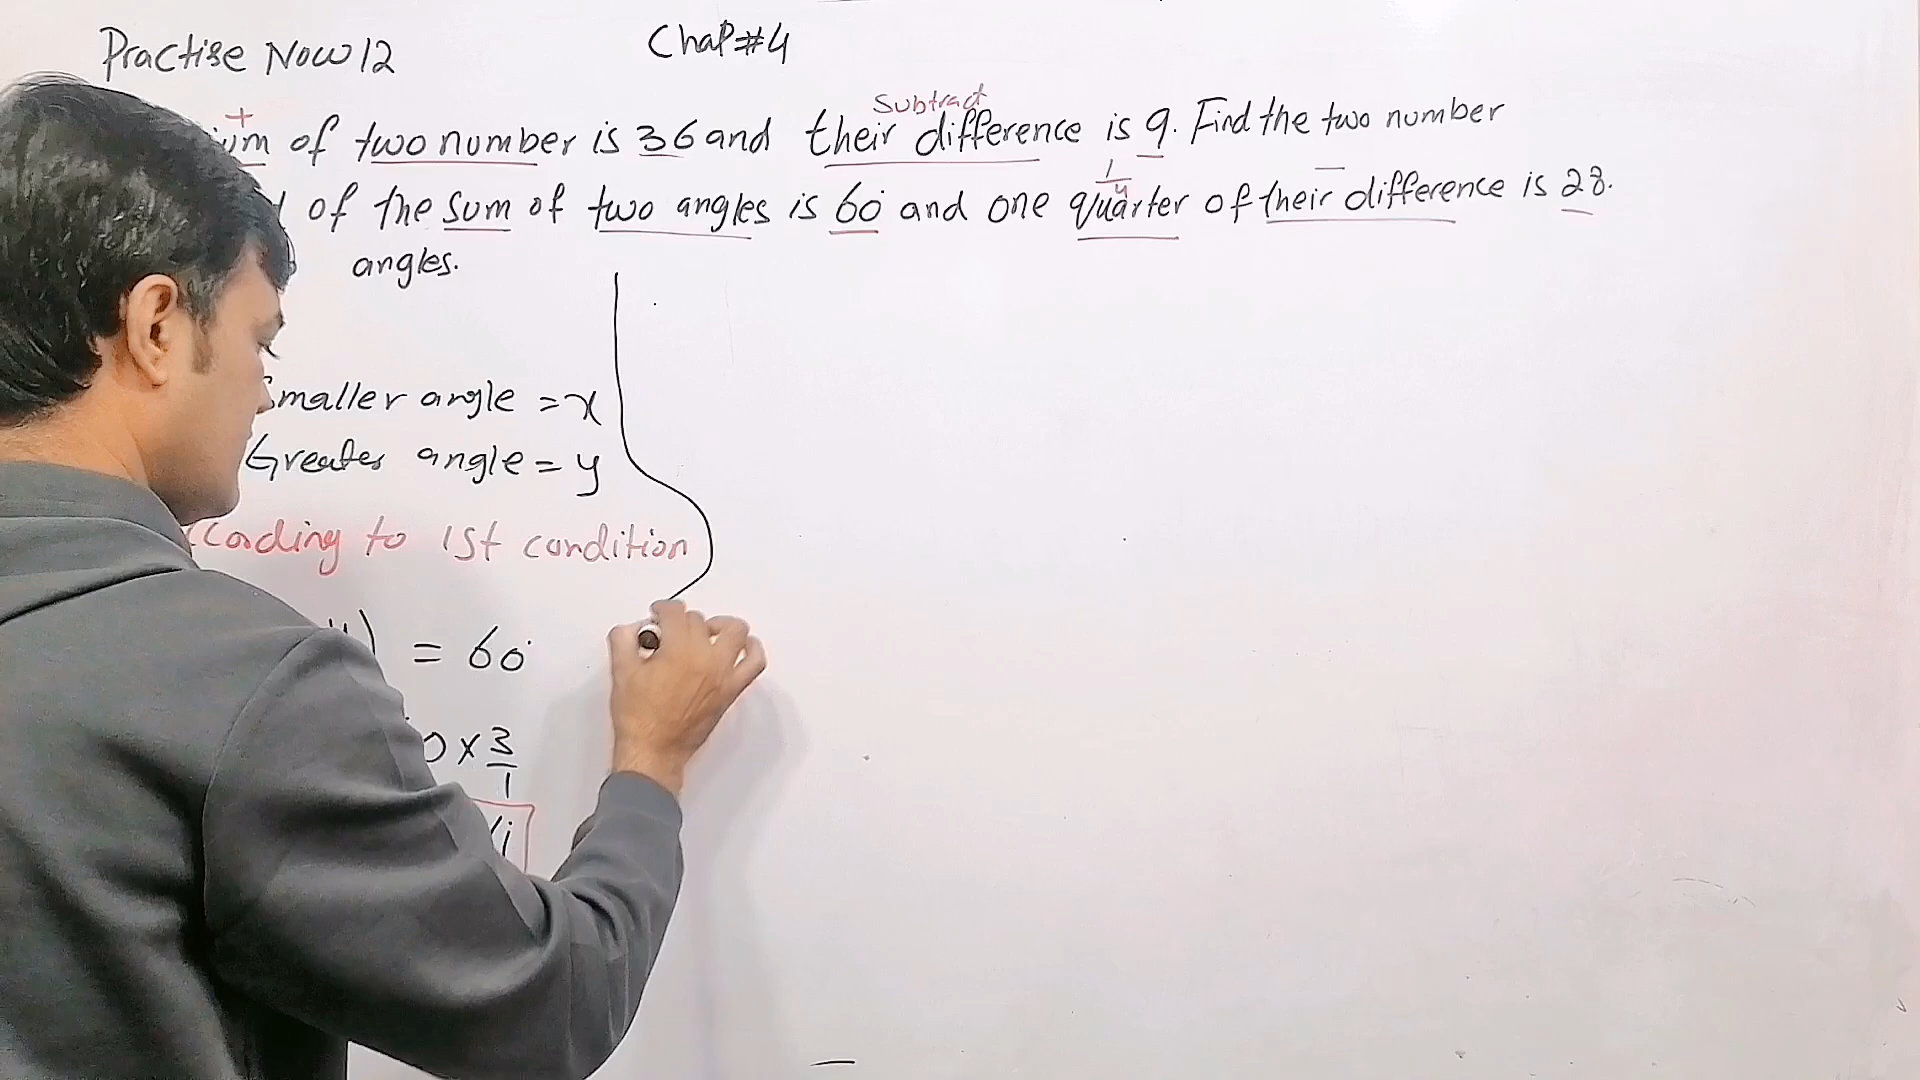 Practise Now 12 Chap#4
+ Subtract
of two number is 36 and their difference is 9. Find the two number
1/4
of the sum of two angles is 60° and one quarter of their difference is 28.
angles.
Smaller angle = x
Greater angle = y
ccording to 1st condition
y) = 60°
0 × 3/1